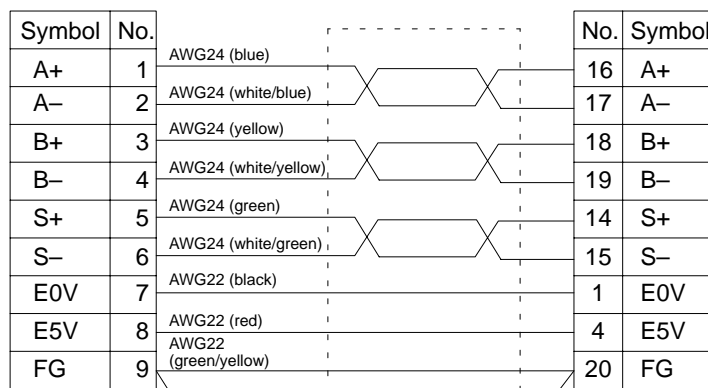 Symbol No. No. Symbol
A+ 1 AWG24 (blue) 16 A+
A– 2 AWG24 (white/blue) 17 A–
B+ 3 AWG24 (yellow) 18 B+
B– 4 AWG24 (white/yellow) 19 B–
S+ 5 AWG24 (green) 14 S+
S– 6 AWG24 (white/green) 15 S–
E0V 7 AWG22 (black) 1 E0V
E5V 8 AWG22 (red) 4 E5V
FG 9 AWG22 (green/yellow) 20 FG